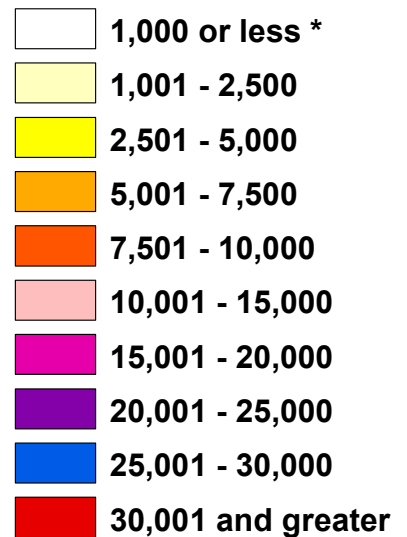 1,000 or less *
1,001 - 2,500
2,501 - 5,000
5,001 - 7,500
7,501 - 10,000
10,001 - 15,000
15,001 - 20,000
20,001 - 25,000
25,001 - 30,000
30,001 and greater